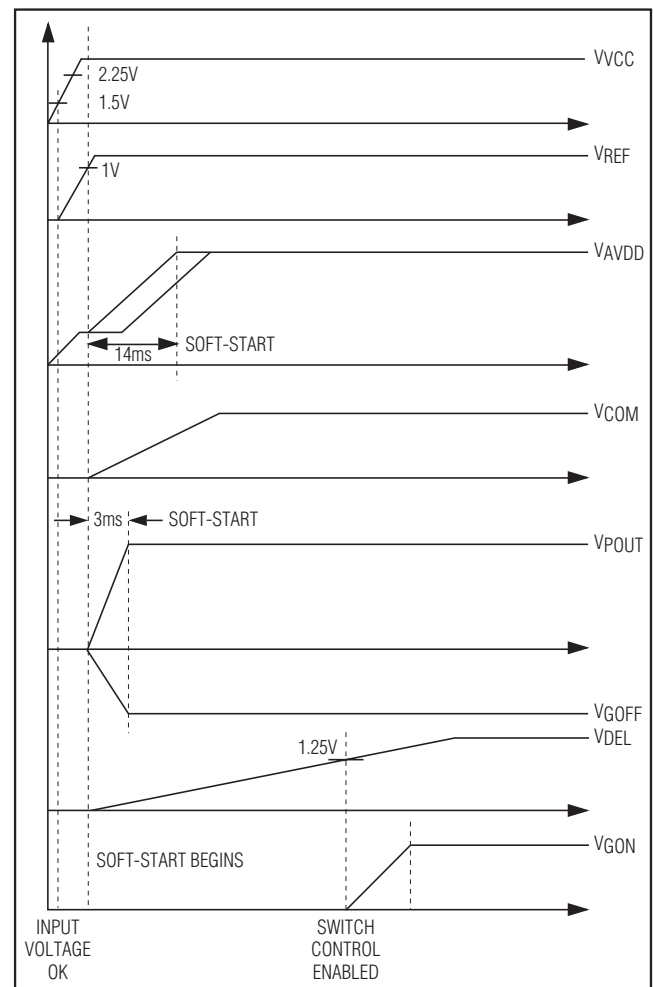 VVCC
2.25V
1.5V
VREF
1V
VAVDD
14ms
SOFT-START
VCOM
3ms
SOFT-START
VPOUT
VGOFF
VDEL
1.25V
VGON
SOFT-START BEGINS
INPUT
VOLTAGE
OK
SWITCH
CONTROL
ENABLED